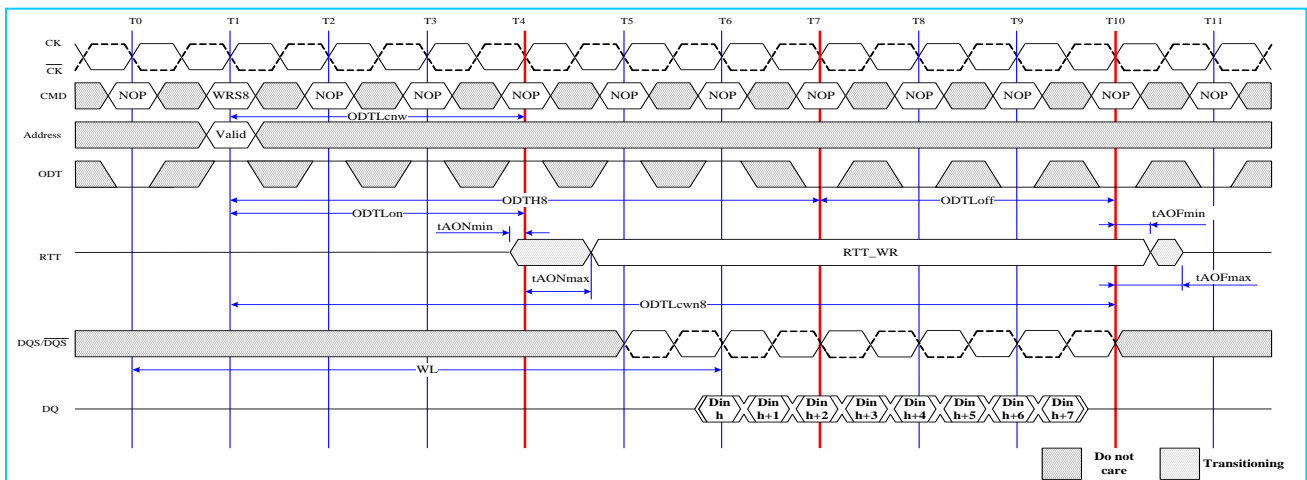 T0 T1 T2 T3 T4 T5 T6 T7 T8 T9 T10 T11
CK
CK
CMD NOP WRS8 NOP NOP NOP NOP NOP NOP NOP NOP NOP NOP
ODTLcnw
Address Valid
ODT
ODTH8 ODTLoff
ODTLon
tAONmin tAOFmin
RTT RTT_WR
tAONmax tAOFmax
ODTLcwn8
DQS/DQS
WL
DQ Din h Din h+1 Din h+2 Din h+3 Din h+4 Din h+5 Din h+6 Din h+7
Do not care Transitioning